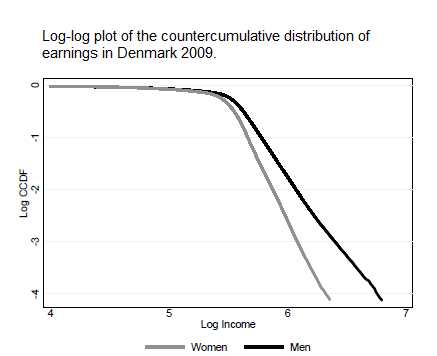 Log-log plot of the countercumulative distribution of
earnings in Denmark 2009.
0
-1
-2
-3
-4
Log CCDF
4 5 6 7
Log Income
Women Men